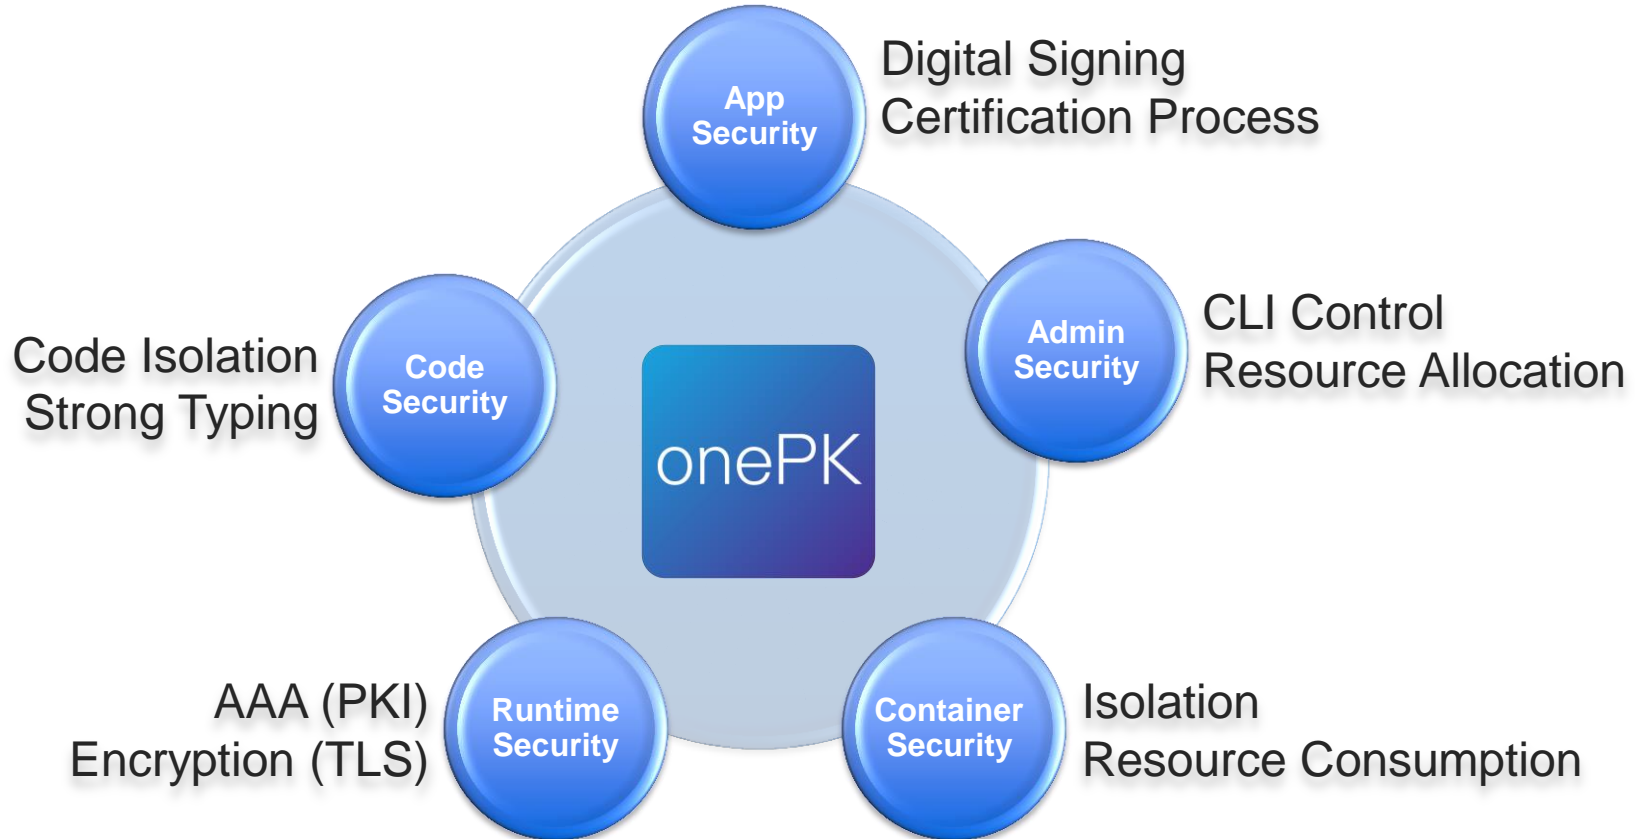 App
Security
Digital Signing
Certification Process
Admin
Security
CLI Control
Resource Allocation
Code Isolation
Strong Typing
Code
Security
onePK
AAA (PKI)
Encryption (TLS)
Runtime
Security
Container
Security
Isolation
Resource Consumption